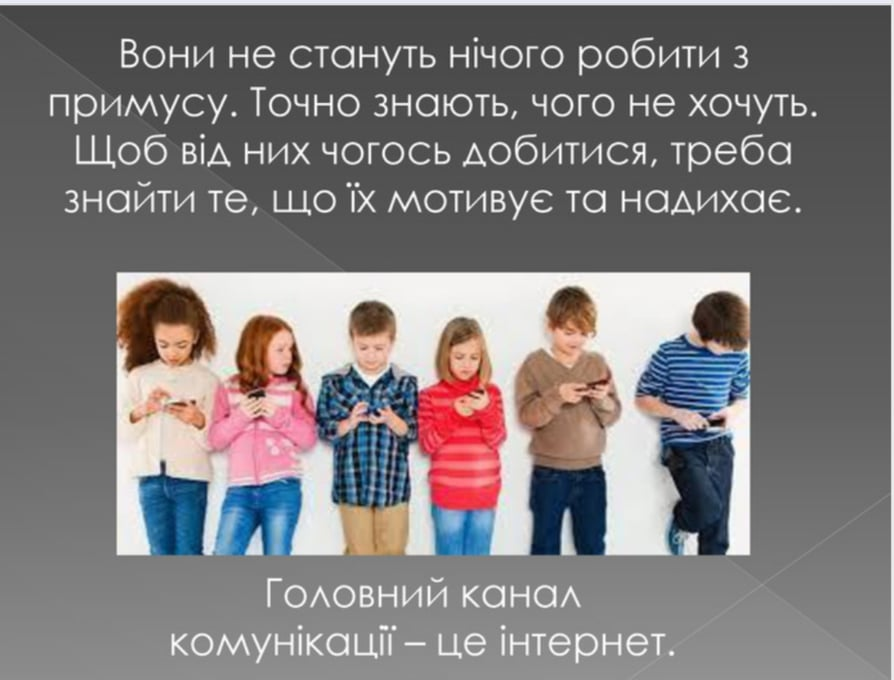 Вони не стануть нічого робити з
примусу. Точно знають, чого не хочуть.
Щоб від них чогось добитися, треба
знайти те, що їх мотивує та надихає.
Головний канал
комунікації – це інтернет.